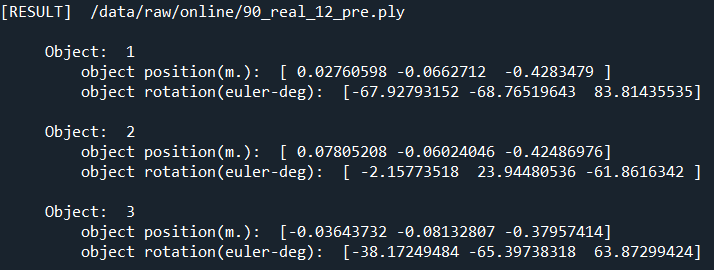 [RESULT]  /data/raw/online/90_real_12_pre.ply
Object:  1
object position(m.):  [ 0.02760598 -0.0662712  -0.4283479 ]
object rotation(euler-deg):  [-67.92793152 -68.76519643  83.81435535]
Object:  2
object position(m.):  [ 0.07805208 -0.06024046 -0.42486976]
object rotation(euler-deg):  [ -2.15773518  23.94480536 -61.8616342 ]
Object:  3
object position(m.):  [-0.03643732 -0.08132807 -0.37957414]
object rotation(euler-deg):  [-38.17249484 -65.39738318  63.87299424]